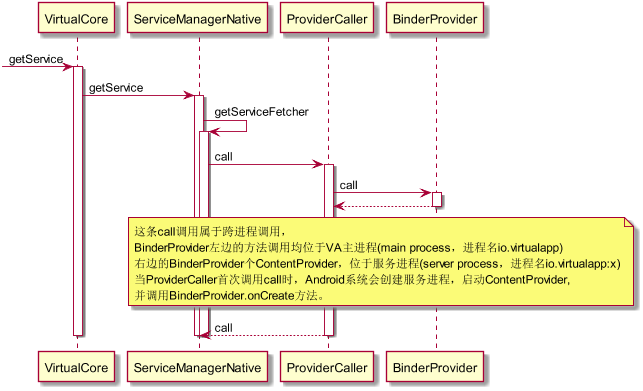 VirtualCore ServiceManagerNative ProviderCaller BinderProvider
getService
getService
getServiceFetcher
call
call
这条call调用属于跨进程调用，
BinderProvider左边的方法调用均位于VA主进程(main process，进程名io.virtualapp)
右边的BinderProvider个ContentProvider，位于服务进程(server process，进程名io.virtualapp:x)
当ProviderCaller首次调用call时，Android系统会创建服务进程，启动ContentProvider,
并调用BinderProvider.onCreate方法。
call
VirtualCore ServiceManagerNative ProviderCaller BinderProvider